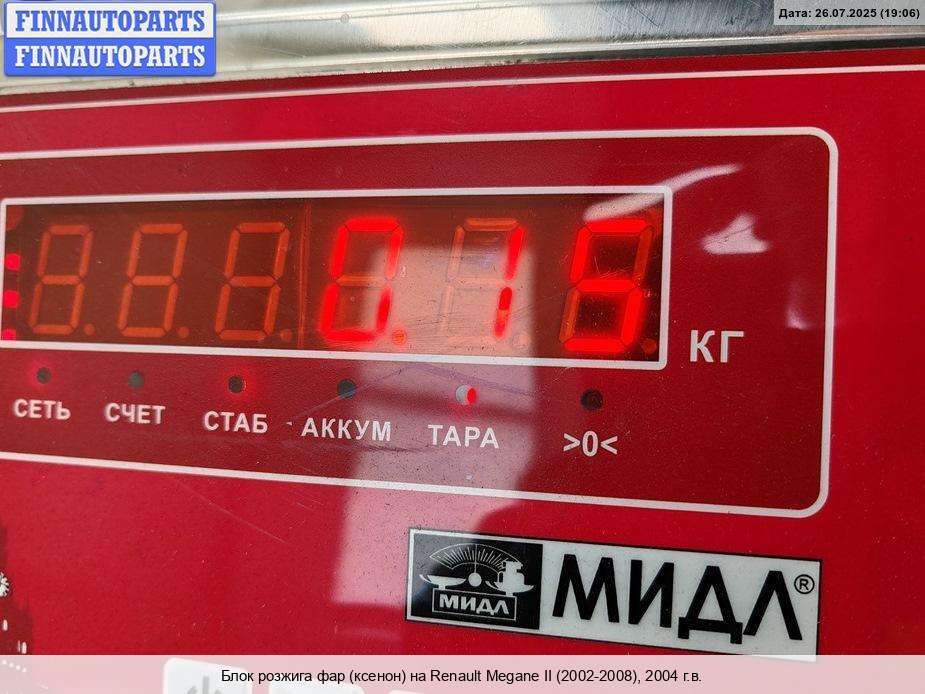 FINNAUTOPARTS
FINNAUTOPARTS
Дата: 26.07.2025 (19:06)
0.15
КГ
СЕТЬ СЧЕТ СТАБ АККУМ ТАРА >0<
МИДЛ
МИДЛ®
Блок розжига фар (ксенон) на Renault Megane II (2002-2008), 2004 г.в.